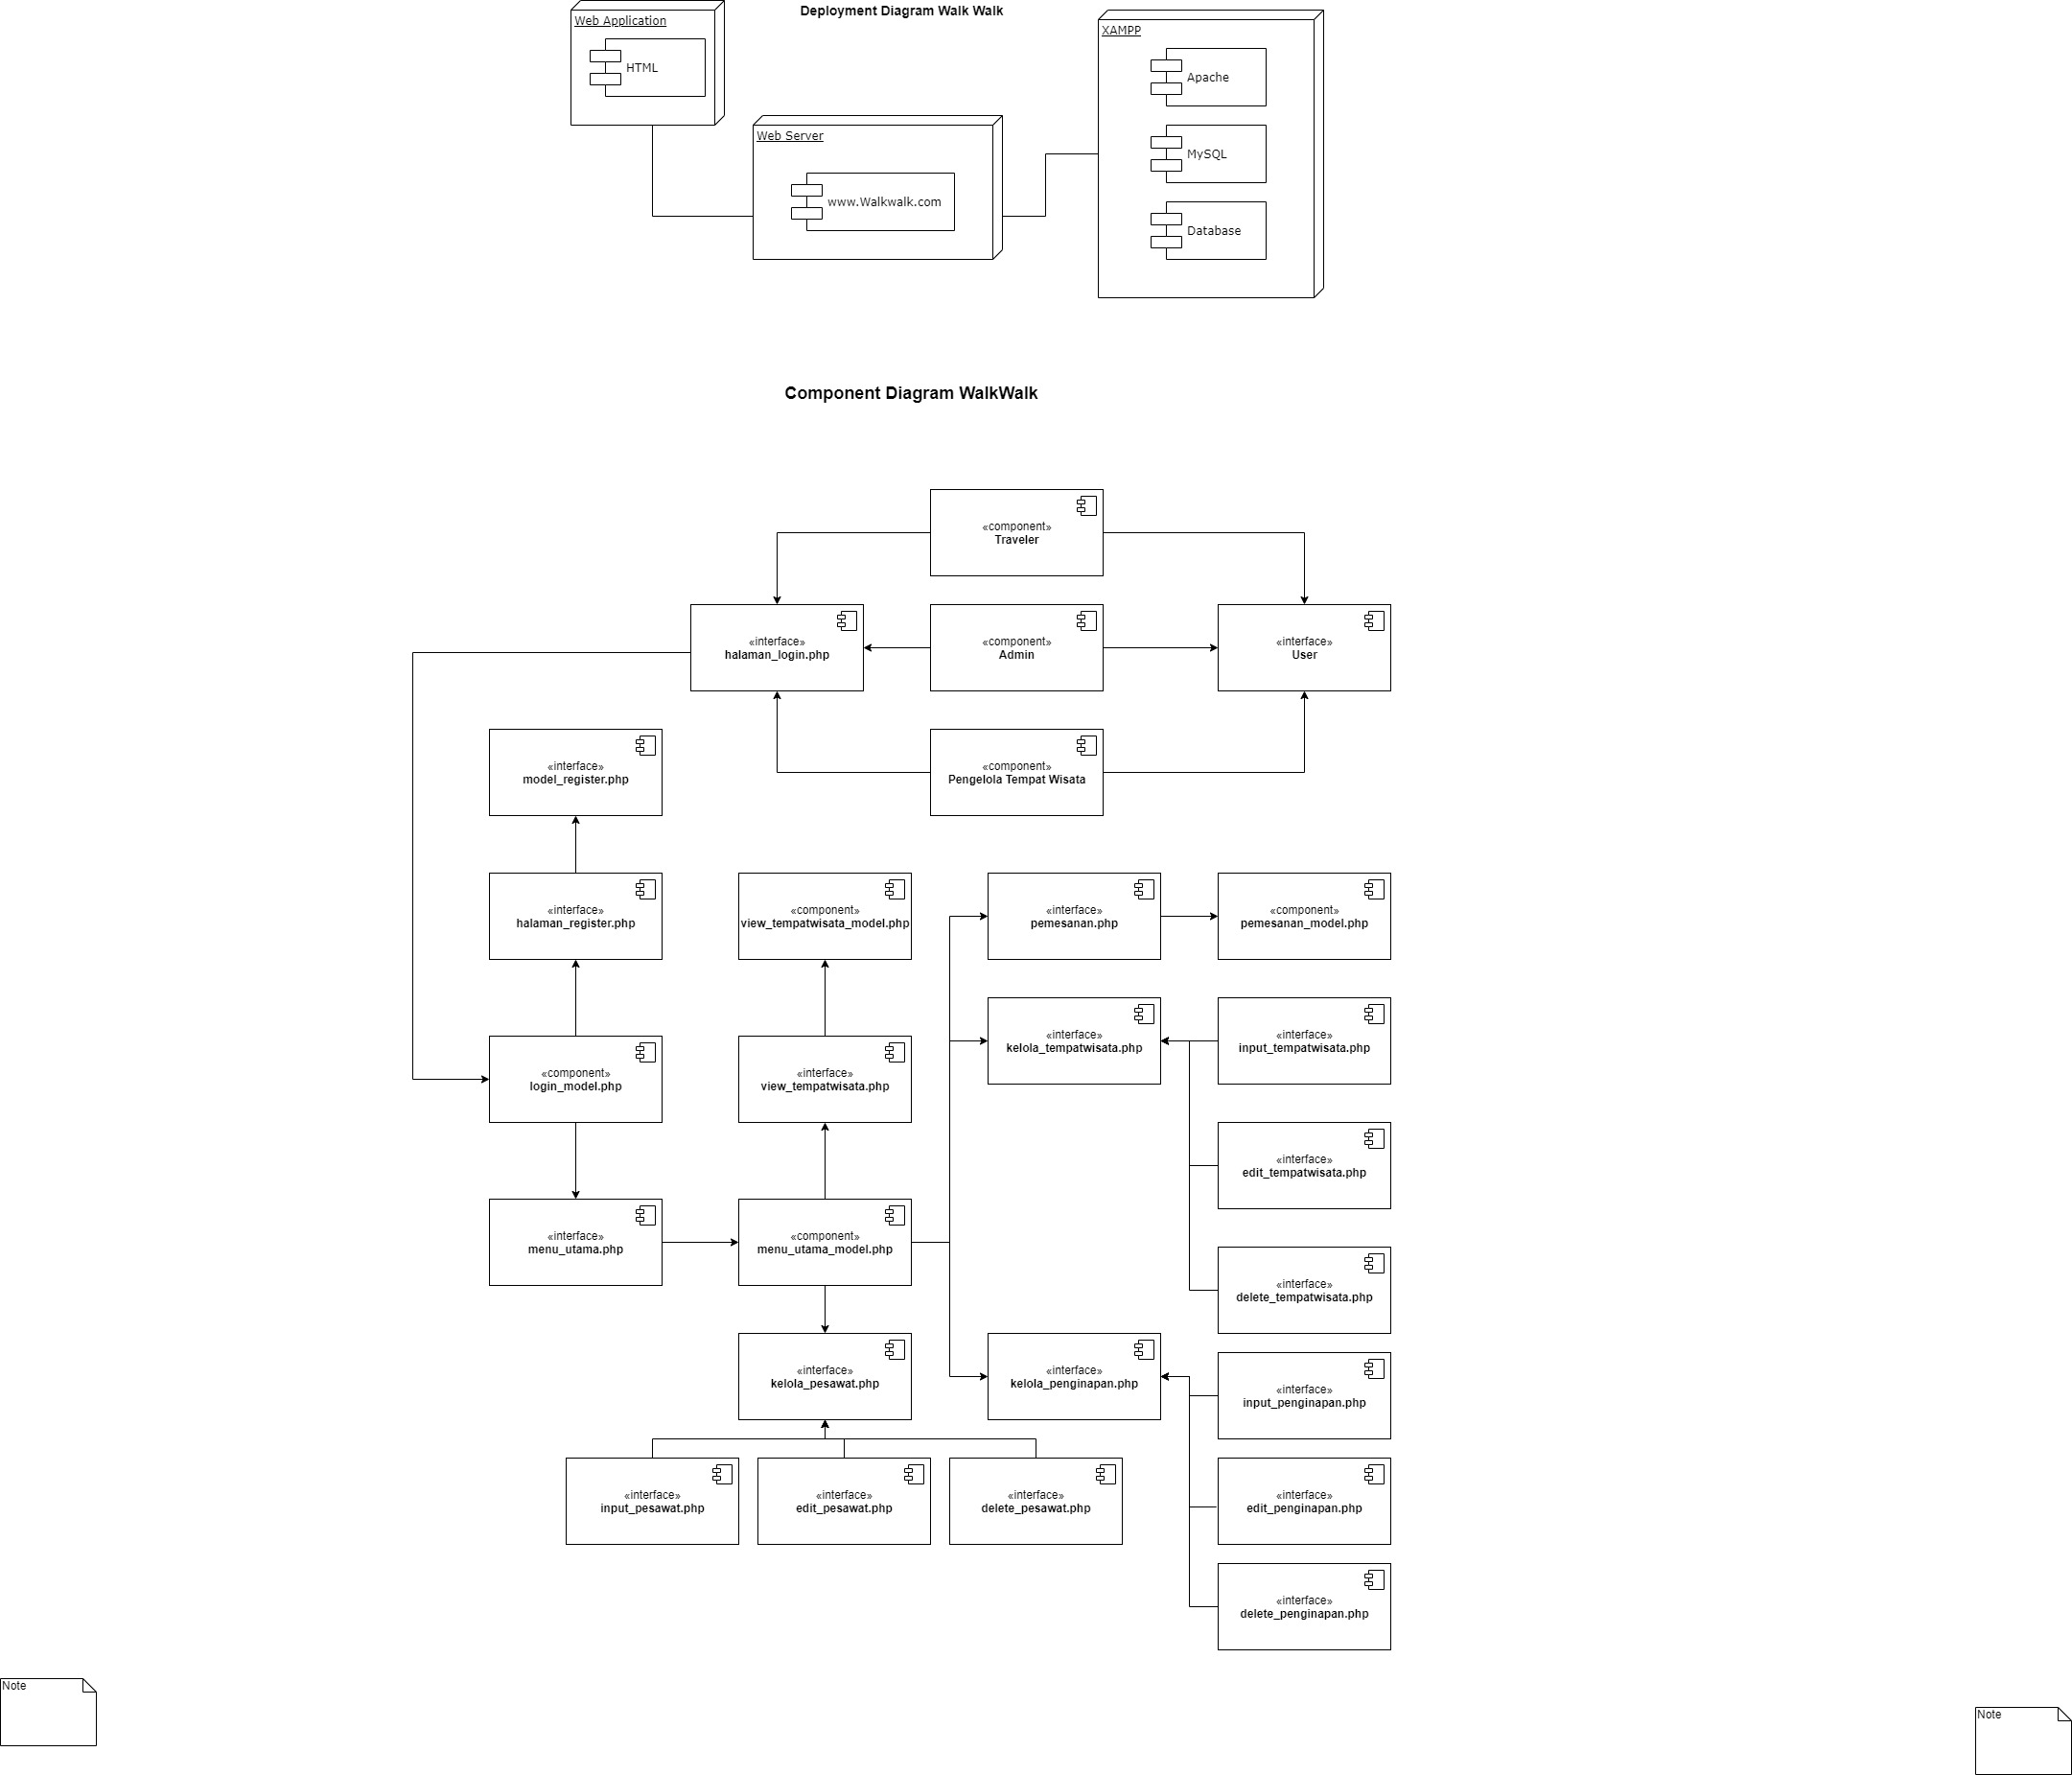 Deployment Diagram Walk Walk
Web Application
HTML
XAMPP
Apache
MySQL
Database
Web Server
www.Walkwalk.com
Component Diagram WalkWalk
«component»
Traveler
«interface»
halaman_login.php
«component»
Admin
«interface»
User
«interface»
model_register.php
«component»
Pengelola Tempat Wisata
«interface»
halaman_register.php
«component»
view_tempatwisata_model.php
«interface»
pemesanan.php
«component»
pemesanan_model.php
«interface»
kelola_tempatwisata.php
«interface»
input_tempatwisata.php
«component»
login_model.php
«interface»
view_tempatwisata.php
«interface»
edit_tempatwisata.php
«interface»
menu_utama.php
«component»
menu_utama_model.php
«interface»
delete_tempatwisata.php
«interface»
kelola_pesawat.php
«interface»
kelola_penginapan.php
«interface»
input_penginapan.php
«interface»
input_pesawat.php
«interface»
edit_pesawat.php
«interface»
delete_pesawat.php
«interface»
edit_penginapan.php
«interface»
delete_penginapan.php
Note
Note